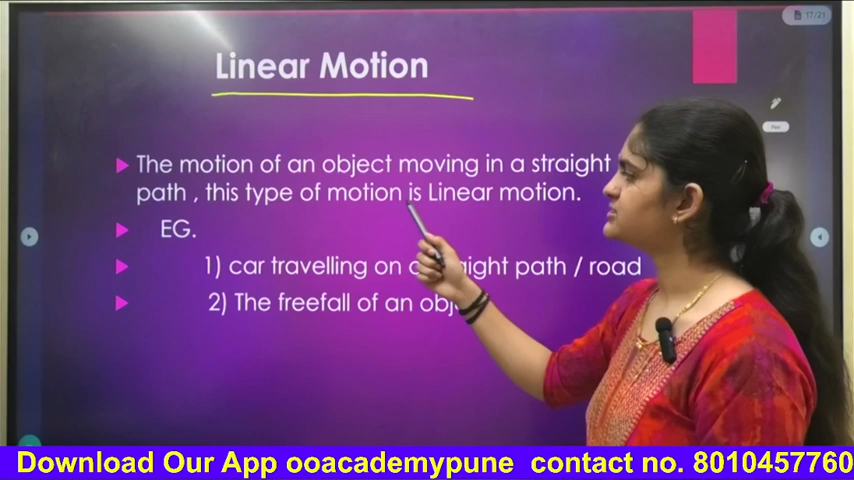 17/21
Linear Motion
Pen
The motion of an object moving in a straight
path , this type of motion is Linear motion.
EG.
1) car travelling on a straight path / road
2) The freefall of an
Download Our App ooacademypune contact no. 8010457760